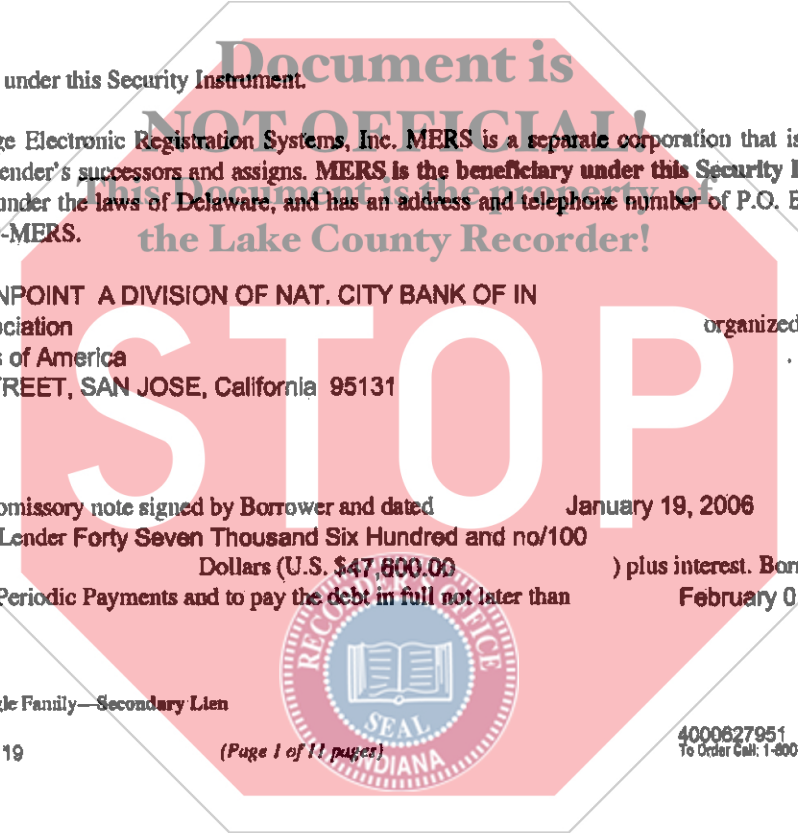 Document is
under this Security Instrument.
NOT OFFICIAL!
ge Electronic Registration Systems, Inc. MERS is a separate corporation that is
ender's successors and assigns. MERS is the beneficiary under this Security I
This Document is the property of
under the laws of Delaware, and has an address and telephone number of P.O. B
-MERS.
the Lake County Recorder!
NPOINT A DIVISION OF NAT. CITY BANK OF IN
ociation organized
s of America
STOP
TREET, SAN JOSE, California 95131
omissory note signed by Borrower and dated January 19, 2006
Lender Forty Seven Thousand Six Hundred and no/100
Dollars (U.S. $47,600.00 ) plus interest. Borr
Periodic Payments and to pay the debt in full not later than February 0
RECORDER'S OFFICE
gle Family—Secondary Lien
SEAL
19 (Page 1 of 11 pages) 4000627951
To Order Call: 1-800
INDIANA